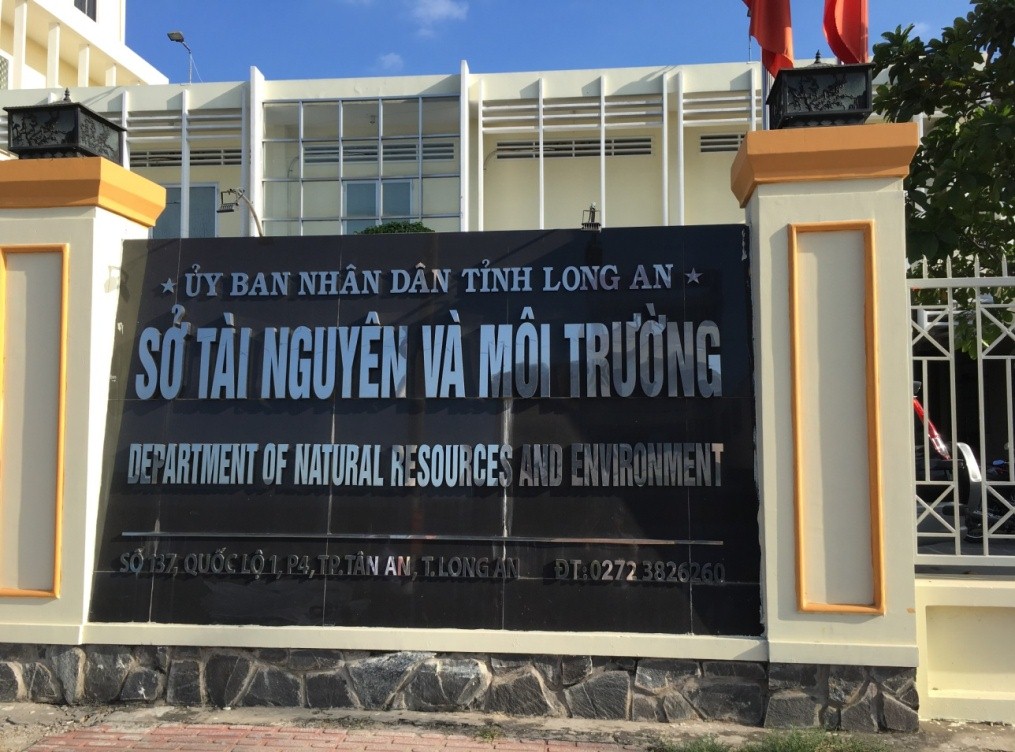 ★ ỦY BAN NHÂN DÂN TỈNH LONG AN ★
SỞ TÀI NGUYÊN VÀ MÔI TRƯỜNG
DEPARTMENT OF NATURAL RESOURCES AND ENVIRONMENT
SỐ 137, QUỐC LỘ 1, P4, TP.TÂN AN, T.LONG AN ĐT:0272 3826260